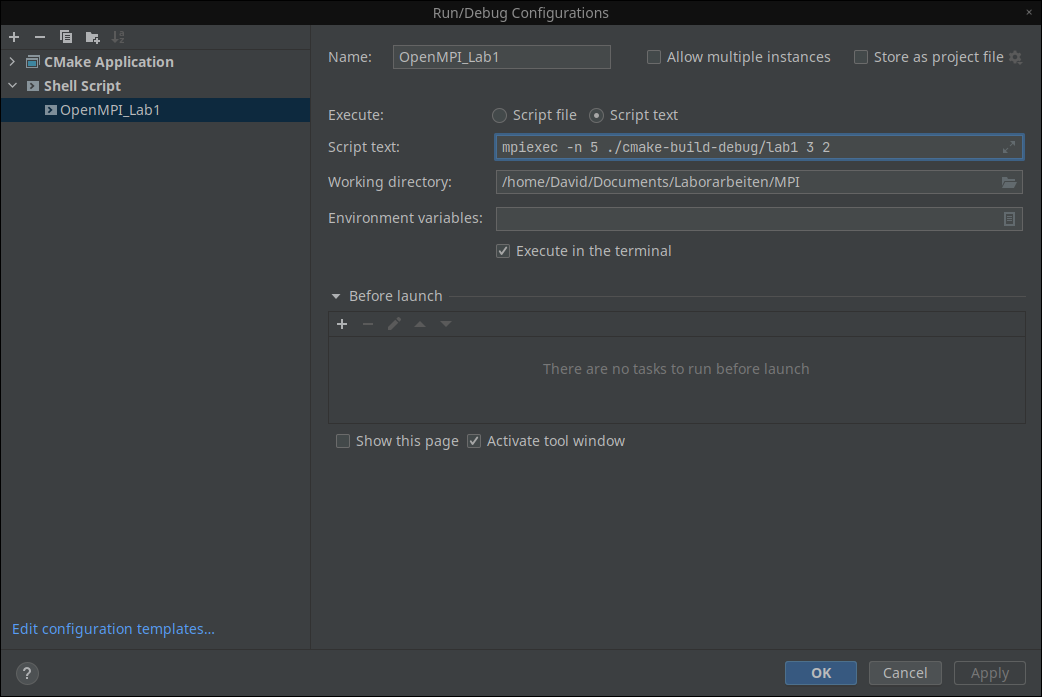 Run/Debug Configurations
CMake Application
Shell Script
OpenMPI_Lab1
Name: OpenMPI_Lab1 Allow multiple instances Store as project file
Execute: Script file Script text
Script text: mpiexec -n 5 ./cmake-build-debug/lab1 3 2
Working directory: /home/David/Documents/Laborarbeiten/MPI
Environment variables:
Execute in the terminal
Before launch
There are no tasks to run before launch
Show this page Activate tool window
Edit configuration templates...
? OK Cancel Apply